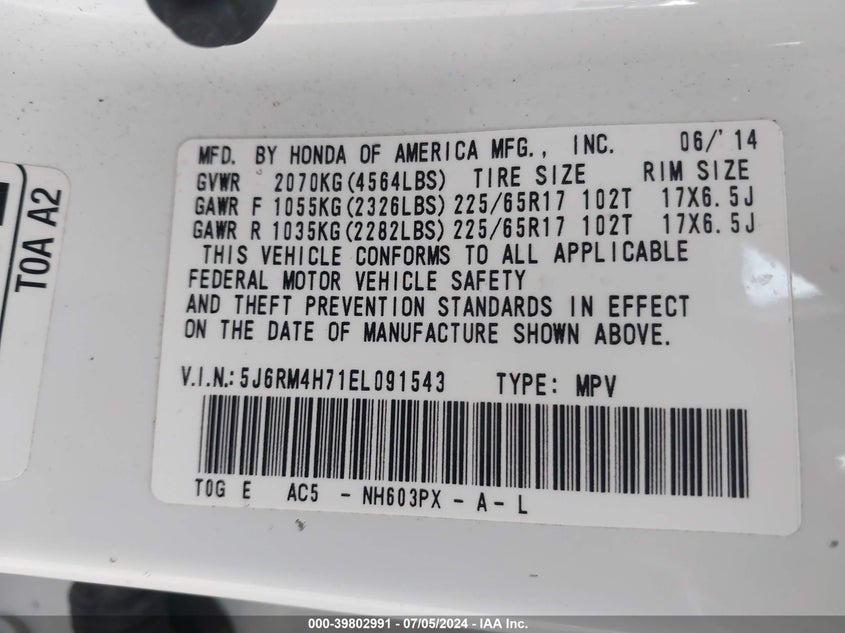 MFD. BY HONDA OF AMERICA MFG., INC. 06/'14
GVWR 2070KG(4564LBS) TIRE SIZE RIM SIZE
GAWR F 1055KG(2326LBS) 225/65R17 102T 17X6.5J
GAWR R 1035KG(2282LBS) 225/65R17 102T 17X6.5J
THIS VEHICLE CONFORMS TO ALL APPLICABLE
FEDERAL MOTOR VEHICLE SAFETY
AND THEFT PREVENTION STANDARDS IN EFFECT
ON THE DATE OF MANUFACTURE SHOWN ABOVE.
V.I.N.:5J6RM4H71EL091543 TYPE: MPV
T0G E AC5 - NH603PX - A - L
T0A A2
000-39802991 / 07/05/2024 - IAA Inc.